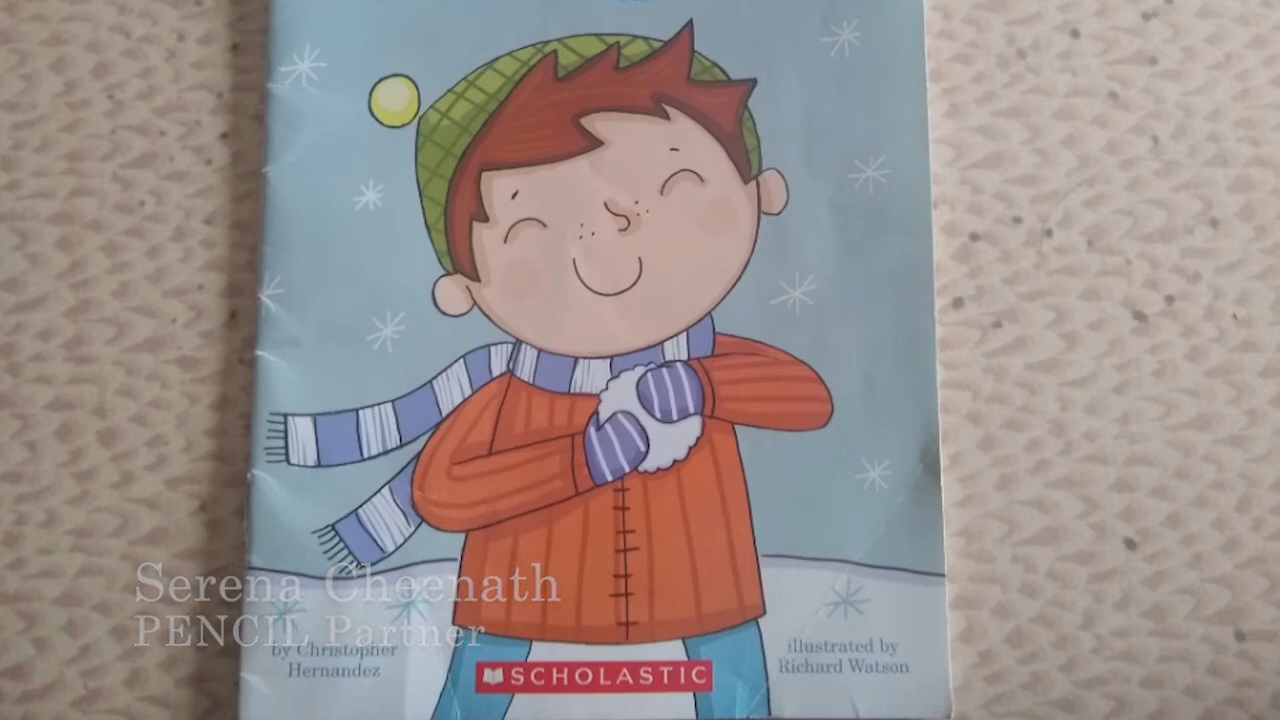 Serena Cheenath
PENCIL Partner
by Christopher
Hernandez
SCHOLASTIC
illustrated by
Richard Watson